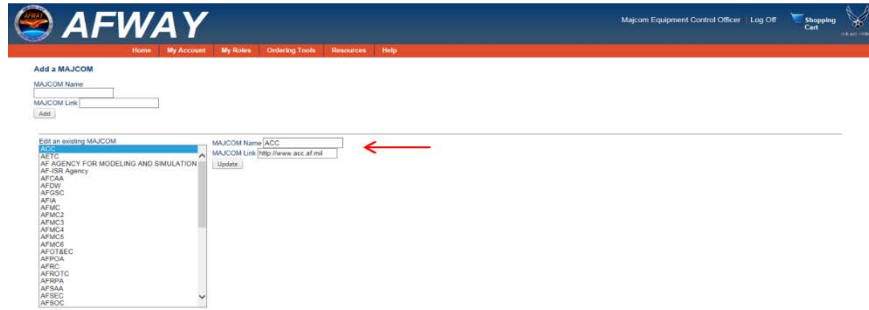 AFWAY
Majcom Equipment Control Officer | Log Off
Shopping Cart
Home My Account My Roles Ordering Tools Resources Help
Add a MAJCOM
MAJCOM Name
MAJCOM Link
Add
Edit an existing MAJCOM
MAJCOM Name ACC
MAJCOM Link http://www.acc.af.mil
Update
ACC
AETC
AF AGENCY FOR MODELING AND SIMULATION
AF-ISR Agency
AFCAA
AFDW
AFGSC
AFIA
AFMC
AFMC2
AFMC3
AFMC4
AFMC5
AFMC6
AFOT&EC
AFPOA
AFRC
AFROTC
AFRPA
AFSAA
AFSEC
AFSOC